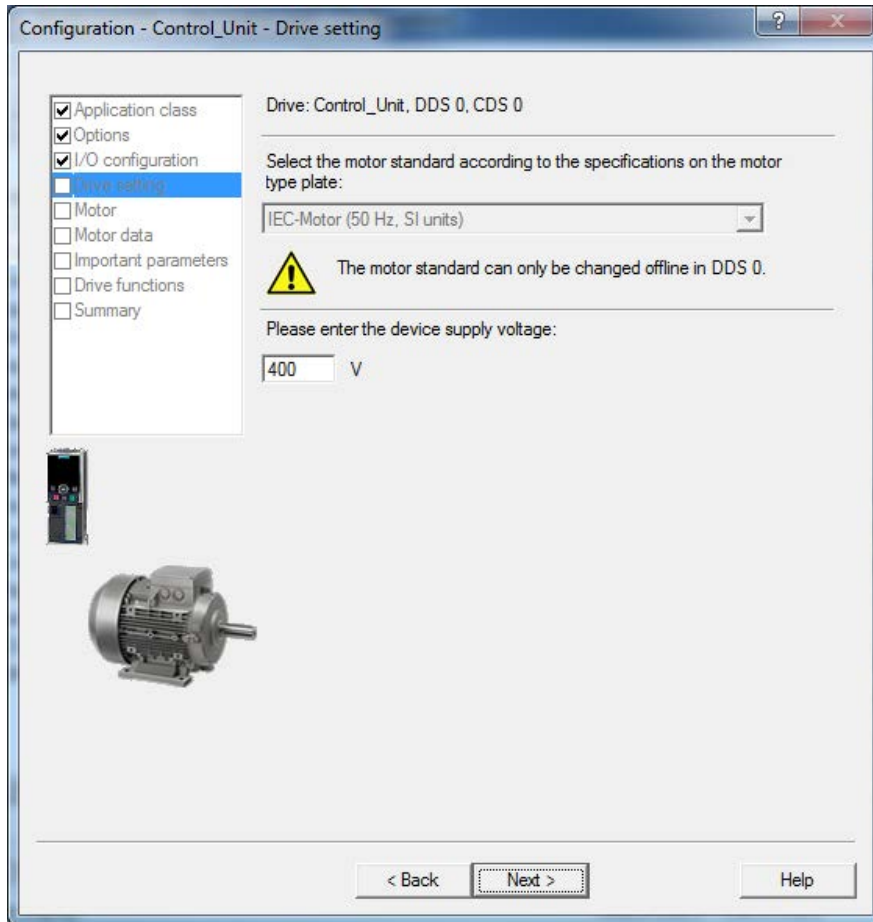 Configuration - Control_Unit - Drive setting
?
X
Application class
Options
I/O configuration
Drive setting
Motor
Motor data
Important parameters
Drive functions
Summary
Drive: Control_Unit, DDS 0, CDS 0
Select the motor standard according to the specifications on the motor
type plate:
IEC-Motor (50 Hz, SI units)
The motor standard can only be changed offline in DDS 0.
Please enter the device supply voltage:
400 V
< Back
Next >
Help